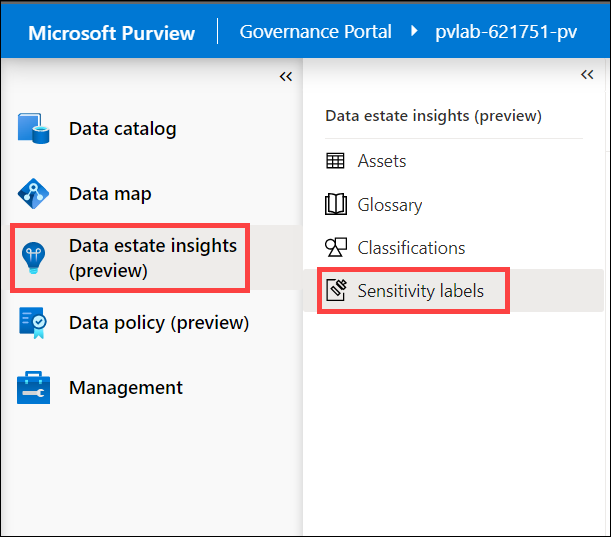 Microsoft Purview
Governance Portal
pvlab-621751-pv
Data catalog
Data map
Data estate insights
(preview)
Data policy (preview)
Management
Data estate insights (preview)
Assets
Glossary
Classifications
Sensitivity labels